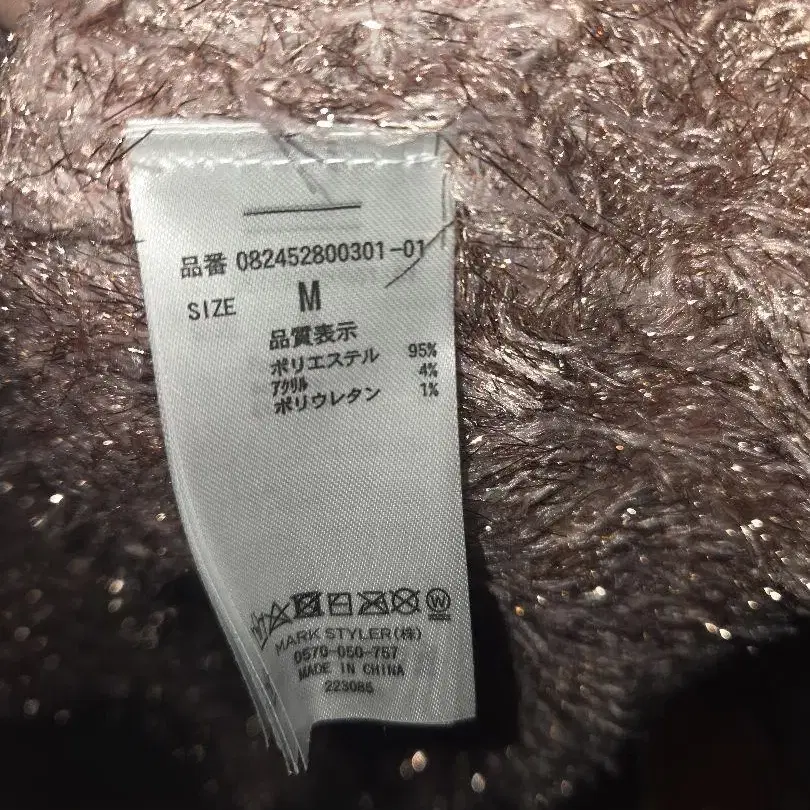 品番 082452800301-01
SIZE M
品質表示
ポリエステル 95%
アクリル 4%
ポリウレタン 1%
W
MARK STYLER(株)
0570-050-757
MADE IN CHINA
223085